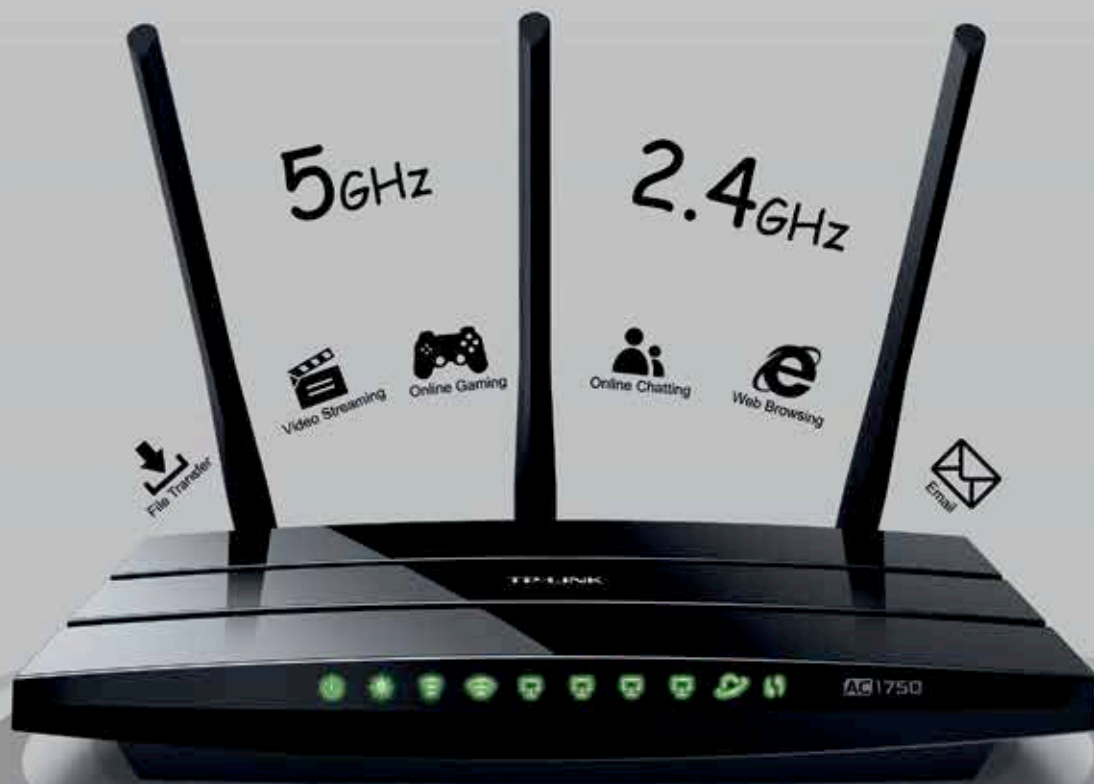 5GHz
2.4GHz
Video Streaming
Online Gaming
Online Chatting
Web Browsing
File Transfer
Email
TP-LINK
AC1750